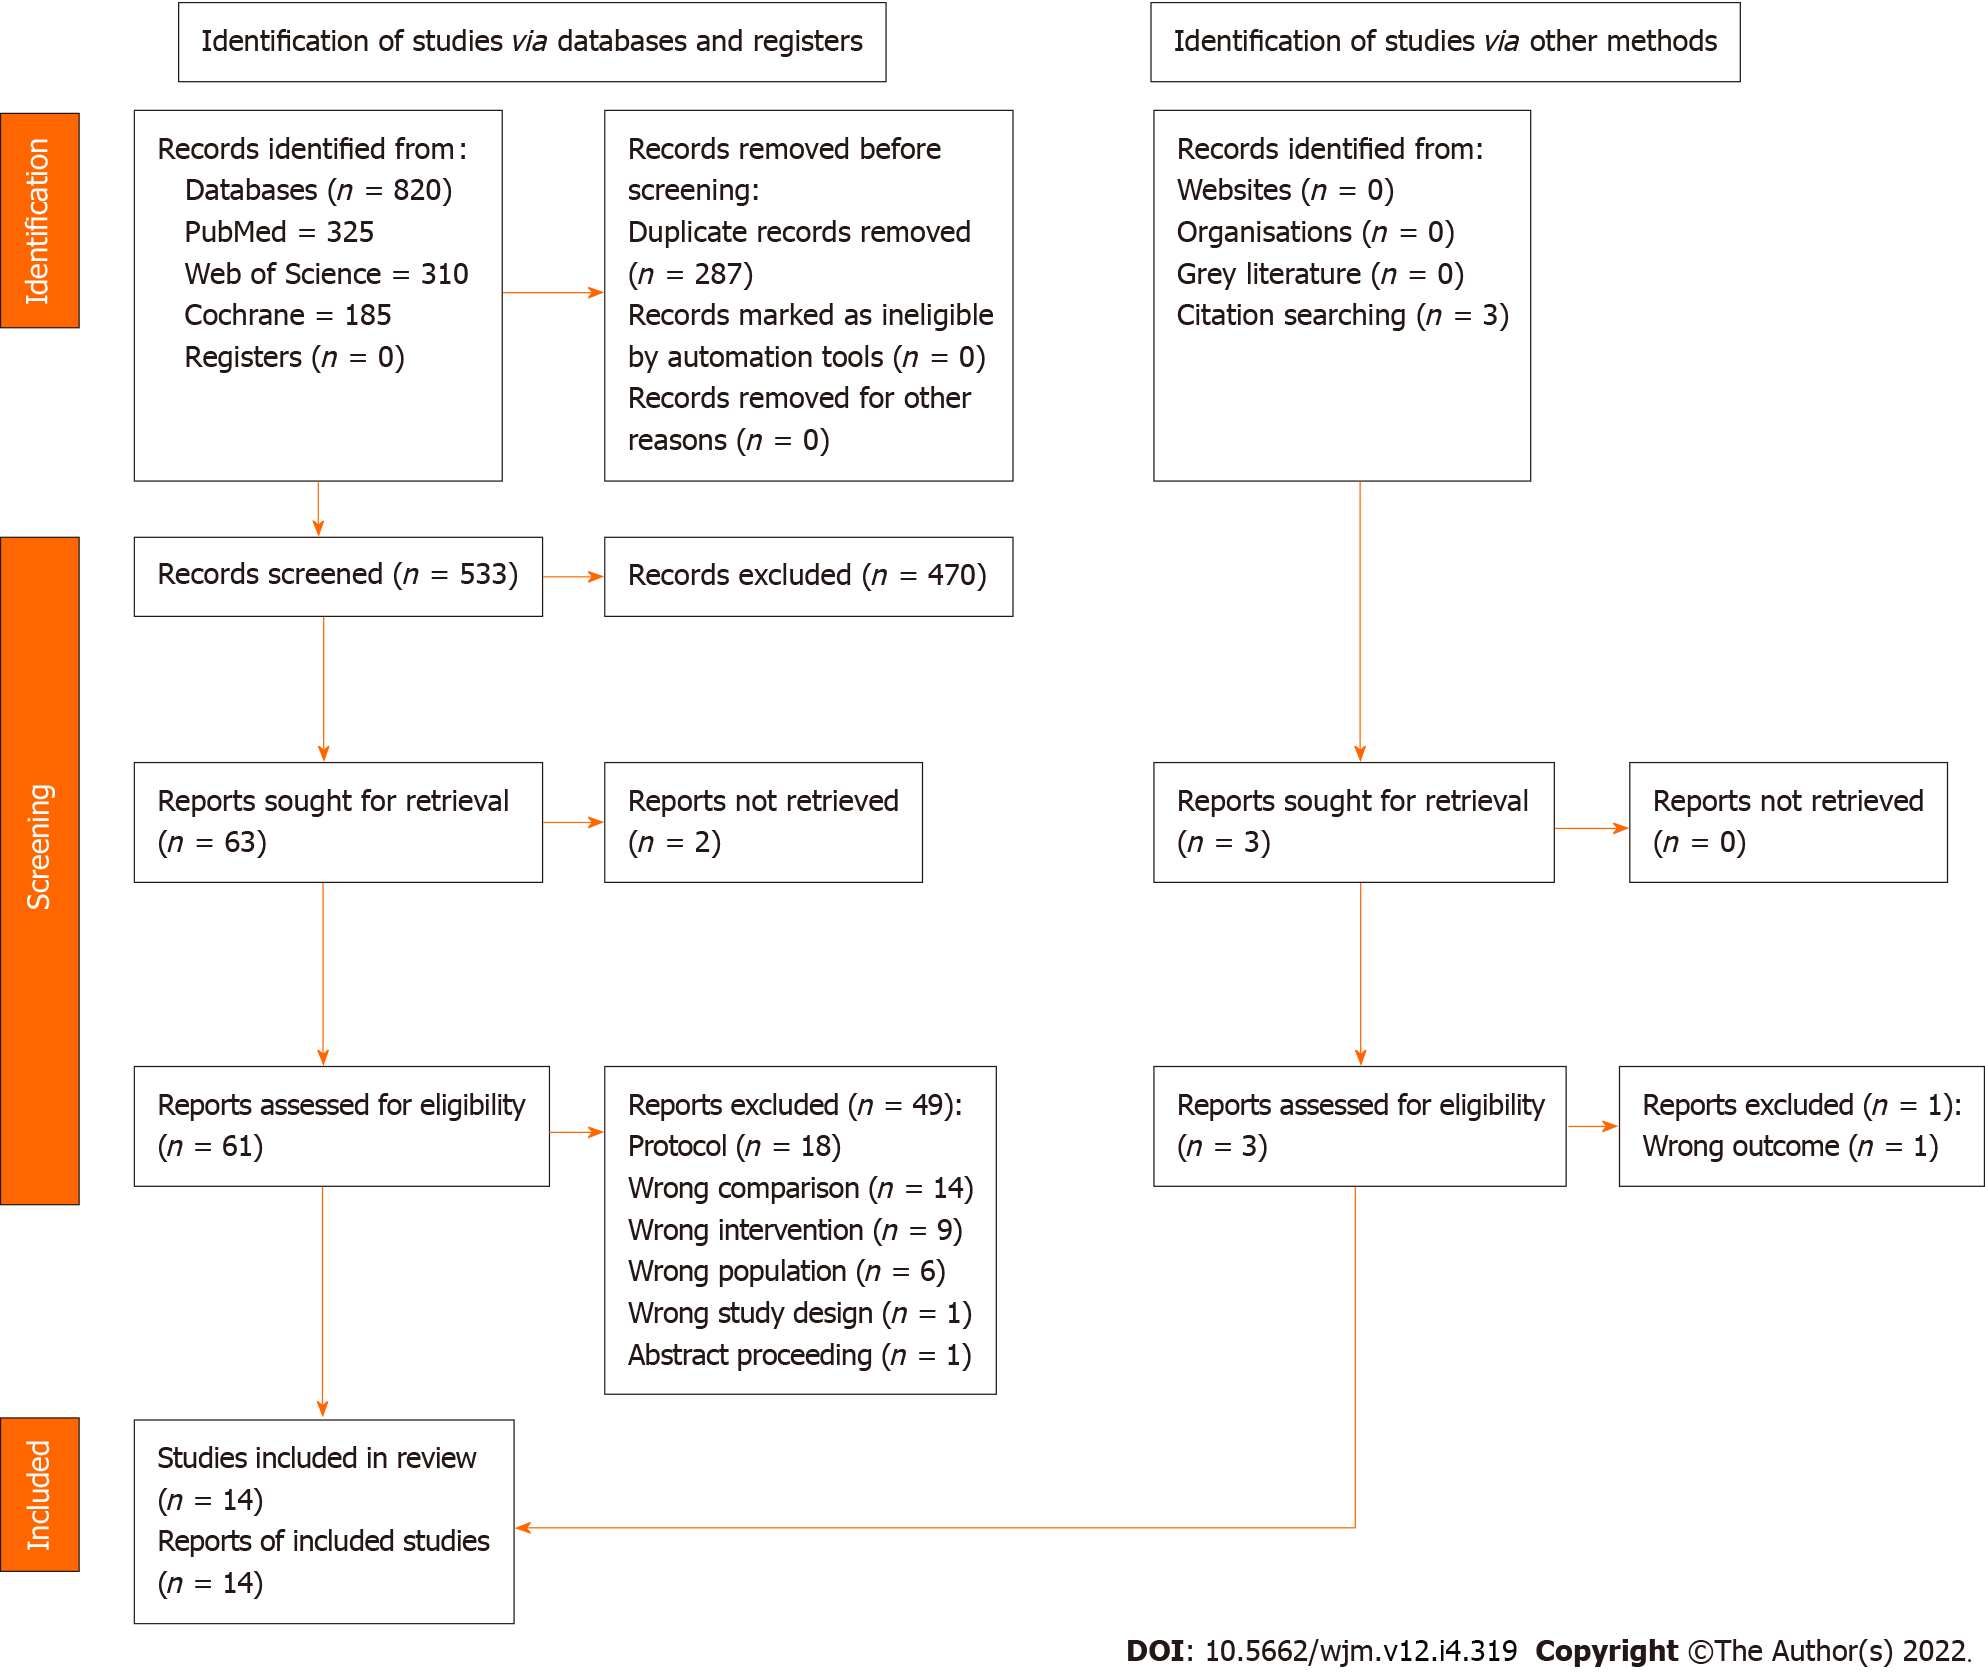 Identification of studies via databases and registers
Identification of studies via other methods
Identification
Records identified from:
Databases (n = 820)
PubMed = 325
Web of Science = 310
Cochrane = 185
Registers (n = 0)
Records removed before
screening:
Duplicate records removed
(n = 287)
Records marked as ineligible
by automation tools (n = 0)
Records removed for other
reasons (n = 0)
Records identified from:
Websites (n = 0)
Organisations (n = 0)
Grey literature (n = 0)
Citation searching (n = 3)
Screening
Records screened (n = 533)
Records excluded (n = 470)
Reports sought for retrieval
(n = 63)
Reports not retrieved
(n = 2)
Reports sought for retrieval
(n = 3)
Reports not retrieved
(n = 0)
Reports assessed for eligibility
(n = 61)
Reports excluded (n = 49):
Protocol (n = 18)
Wrong comparison (n = 14)
Wrong intervention (n = 9)
Wrong population (n = 6)
Wrong study design (n = 1)
Abstract proceeding (n = 1)
Reports assessed for eligibility
(n = 3)
Reports excluded (n = 1):
Wrong outcome (n = 1)
Included
Studies included in review
(n = 14)
Reports of included studies
(n = 14)
DOI: 10.5662/wjm.v12.i4.319 Copyright ©The Author(s) 2022.